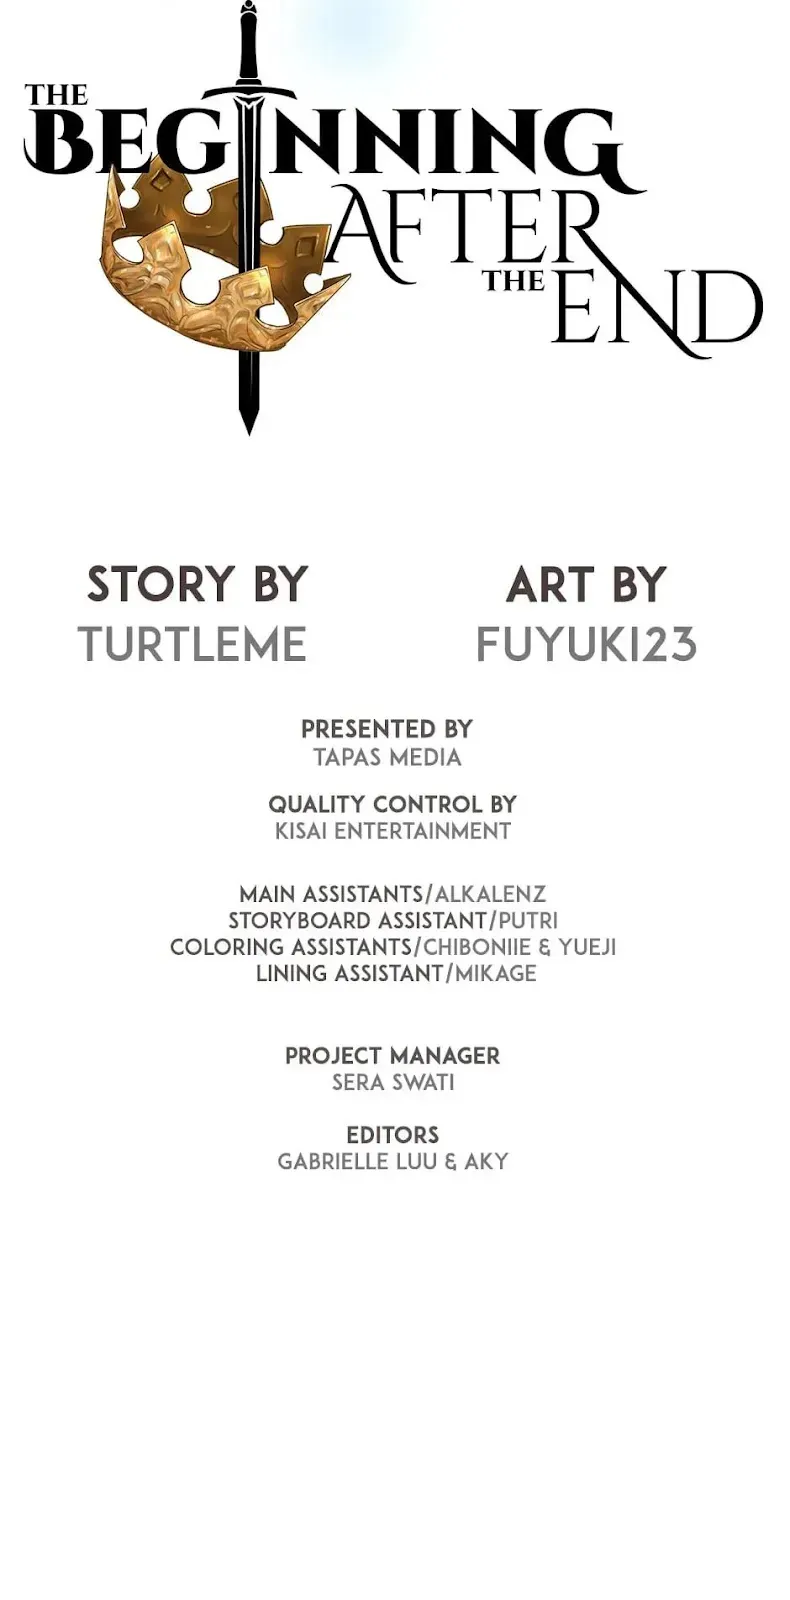 THE
BEGINNING
AFTER
THE END
STORY BY
TURTLEME
ART BY
FUYUKI23
PRESENTED BY
TAPAS MEDIA
QUALITY CONTROL BY
KISAI ENTERTAINMENT
MAIN ASSISTANTS/ALKALENZ
STORYBOARD ASSISTANT/PUTRI
COLORING ASSISTANTS/CHIBONIIE & YUEJI
LINING ASSISTANT/MIKAGE
PROJECT MANAGER
SERA SWATI
EDITORS
GABRIELLE LUU & AKY